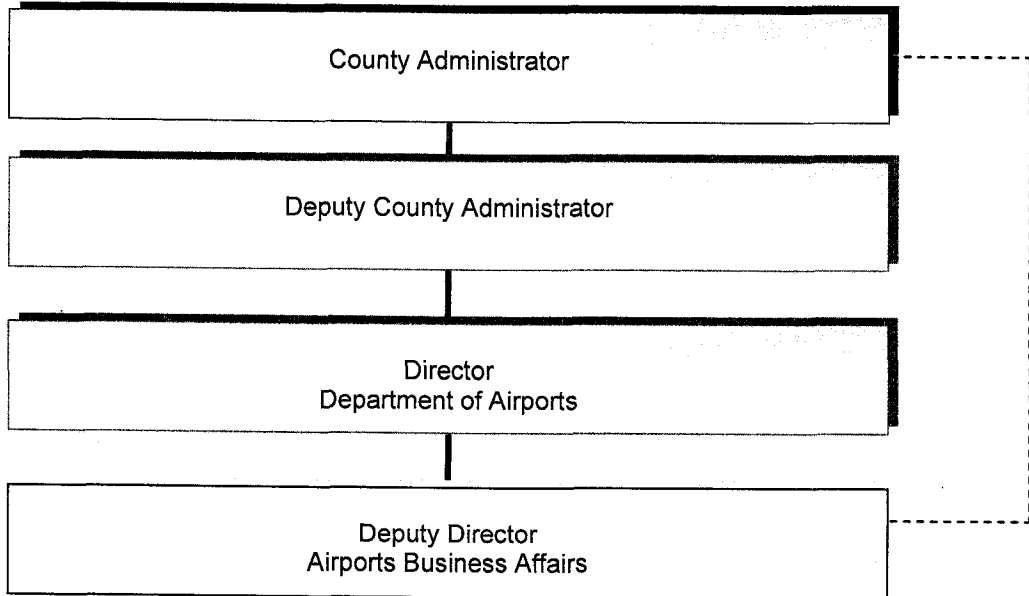 County Administrator
Deputy County Administrator
Director
Department of Airports
Deputy Director
Airports Business Affairs